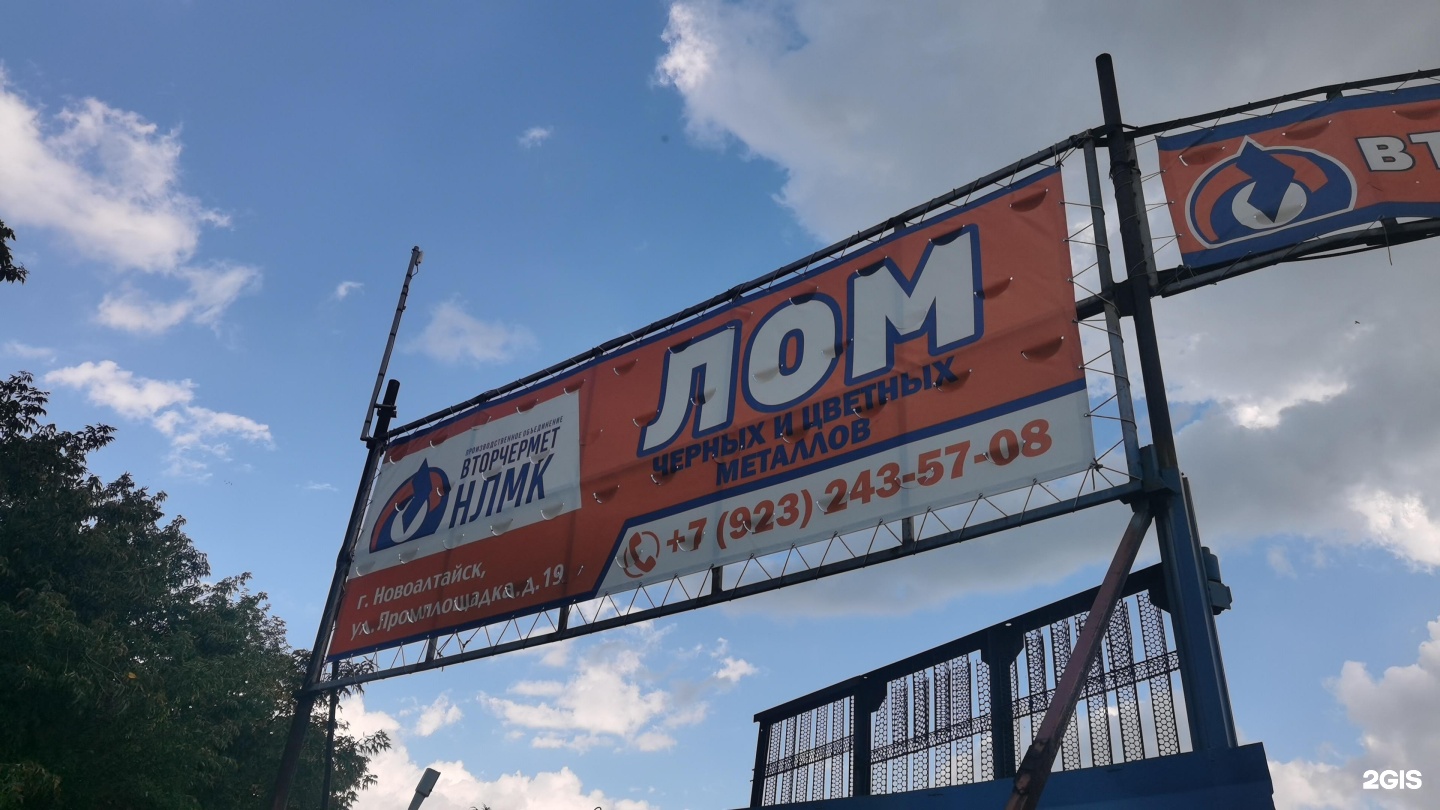 ПРОИЗВОДСТВЕННОЕ ОБЪЕДИНЕНИЕ
ВТОРЧЕРМЕТ
НЛМК
г. Новоалтайск,
ул. Промплощадка, д. 19
ЛОМ
ЧЕРНЫХ И ЦВЕТНЫХ
МЕТАЛЛОВ
+7 (923) 243-57-08
ВТ
2GIS